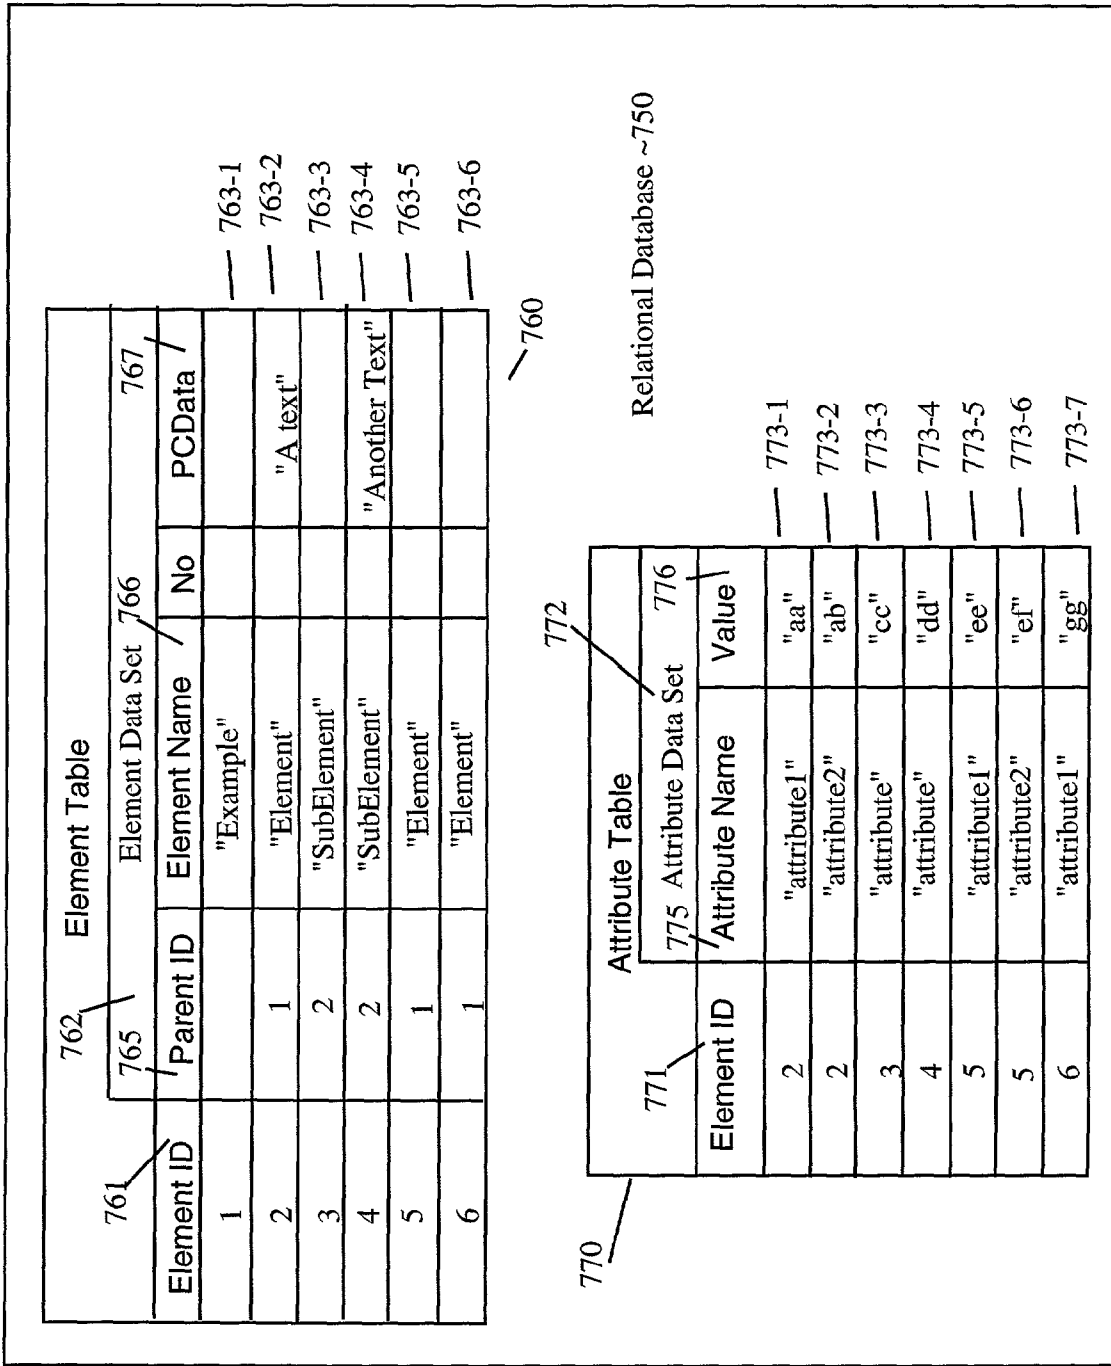 Element Table
762
761
765
Element Data Set
766
767
Element ID Parent ID Element Name No PCData
1 "Example" 763-1
2 1 "Element" "A text" 763-2
3 2 "SubElement" 763-3
4 2 "SubElement" "Another Text" 763-4
5 1 "Element" 763-5
6 1 "Element" 763-6
760
772
770
Attribute Table
771
775 Attribute Data Set 776
Element ID Attribute Name Value
2 "attribute1" "aa" 773-1
2 "attribute2" "ab" 773-2
3 "attribute" "cc" 773-3
4 "attribute" "dd" 773-4
5 "attribute1" "ee" 773-5
5 "attribute2" "ef" 773-6
6 "attribute1" "gg" 773-7
Relational Database ~750